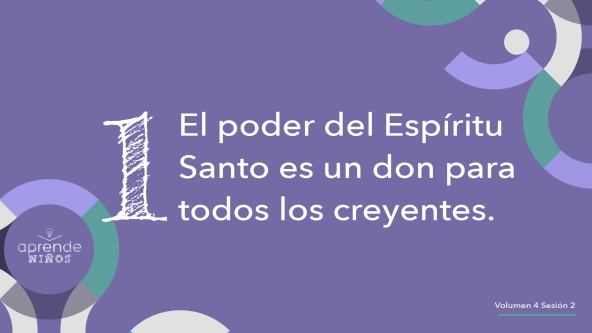 1
El poder del Espíritu
Santo es un don para
todos los creyentes.
aprende
NIÑOS
Volumen 4 Sesión 2